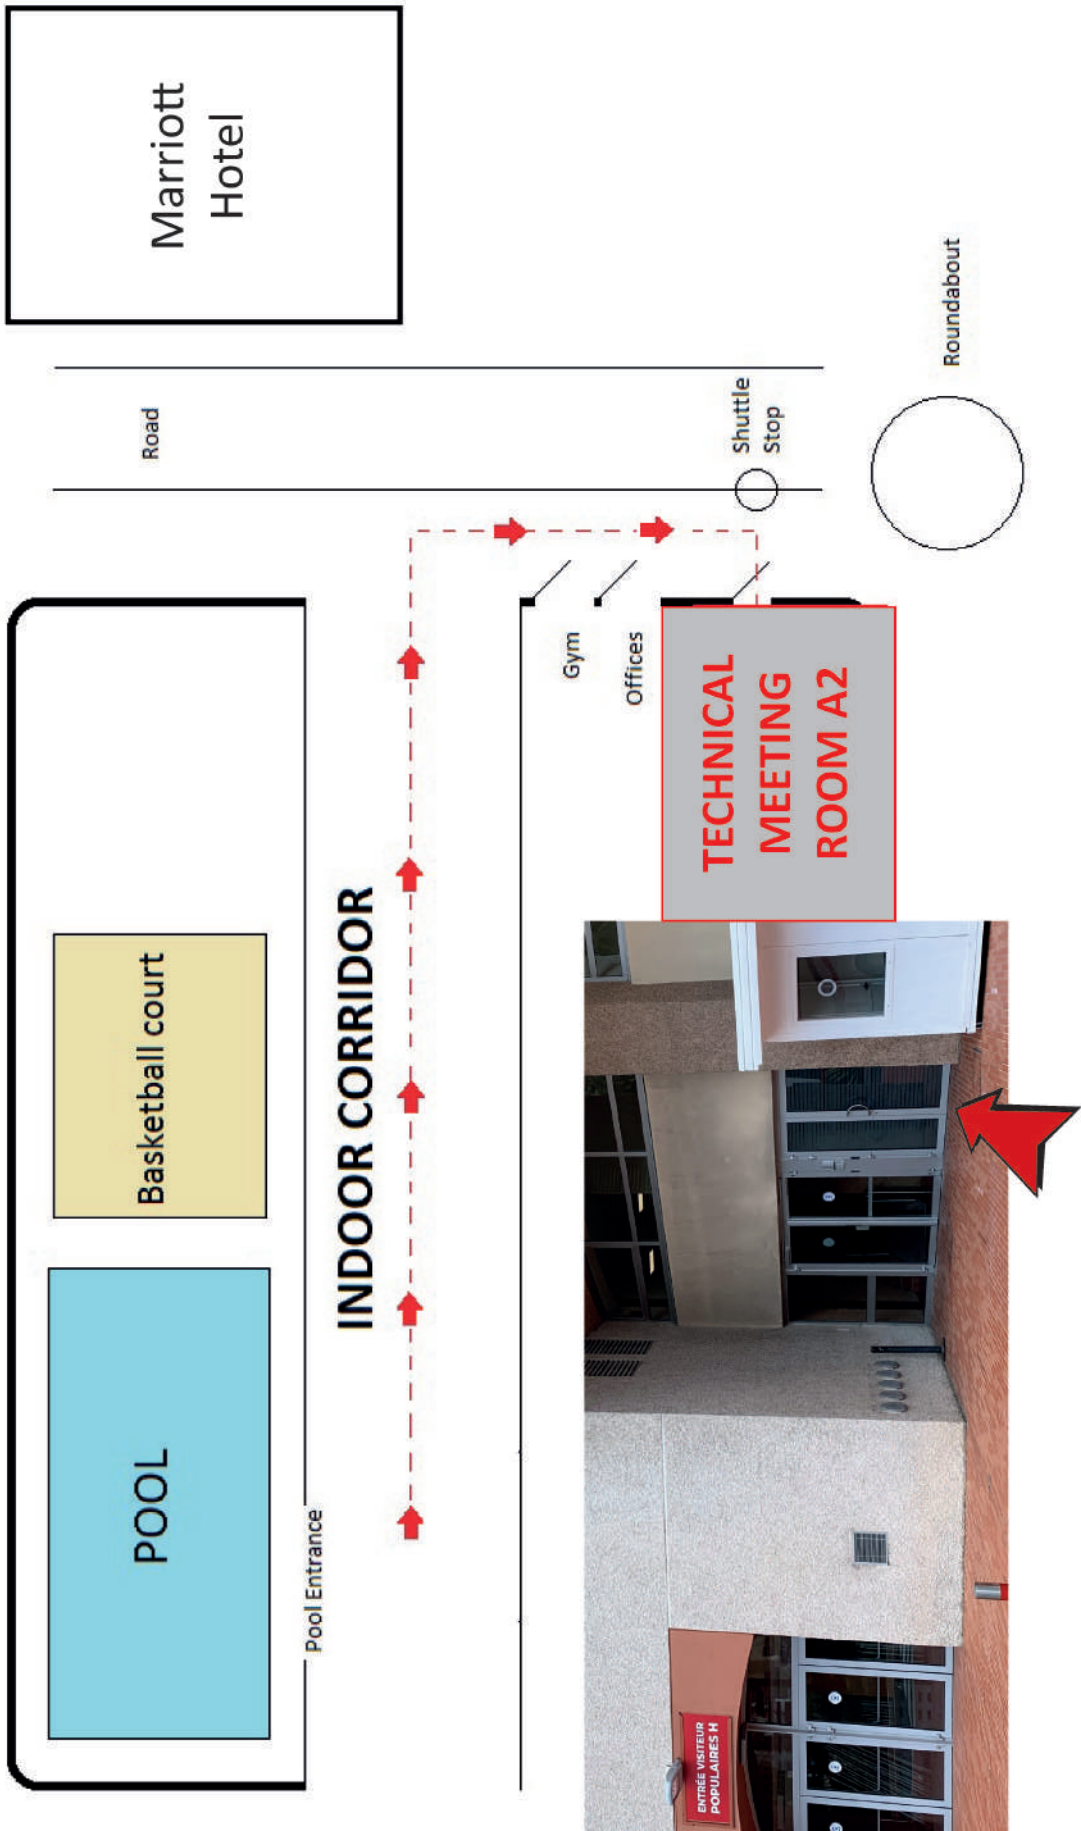 Marriott
Hotel
Road
Shuttle
Stop
Roundabout
Gym
Offices
TECHNICAL
MEETING
ROOM A2
Basketball court
INDOOR CORRIDOR
POOL
Pool Entrance
ENTRÉE VISITEUR
POPULAIRES H